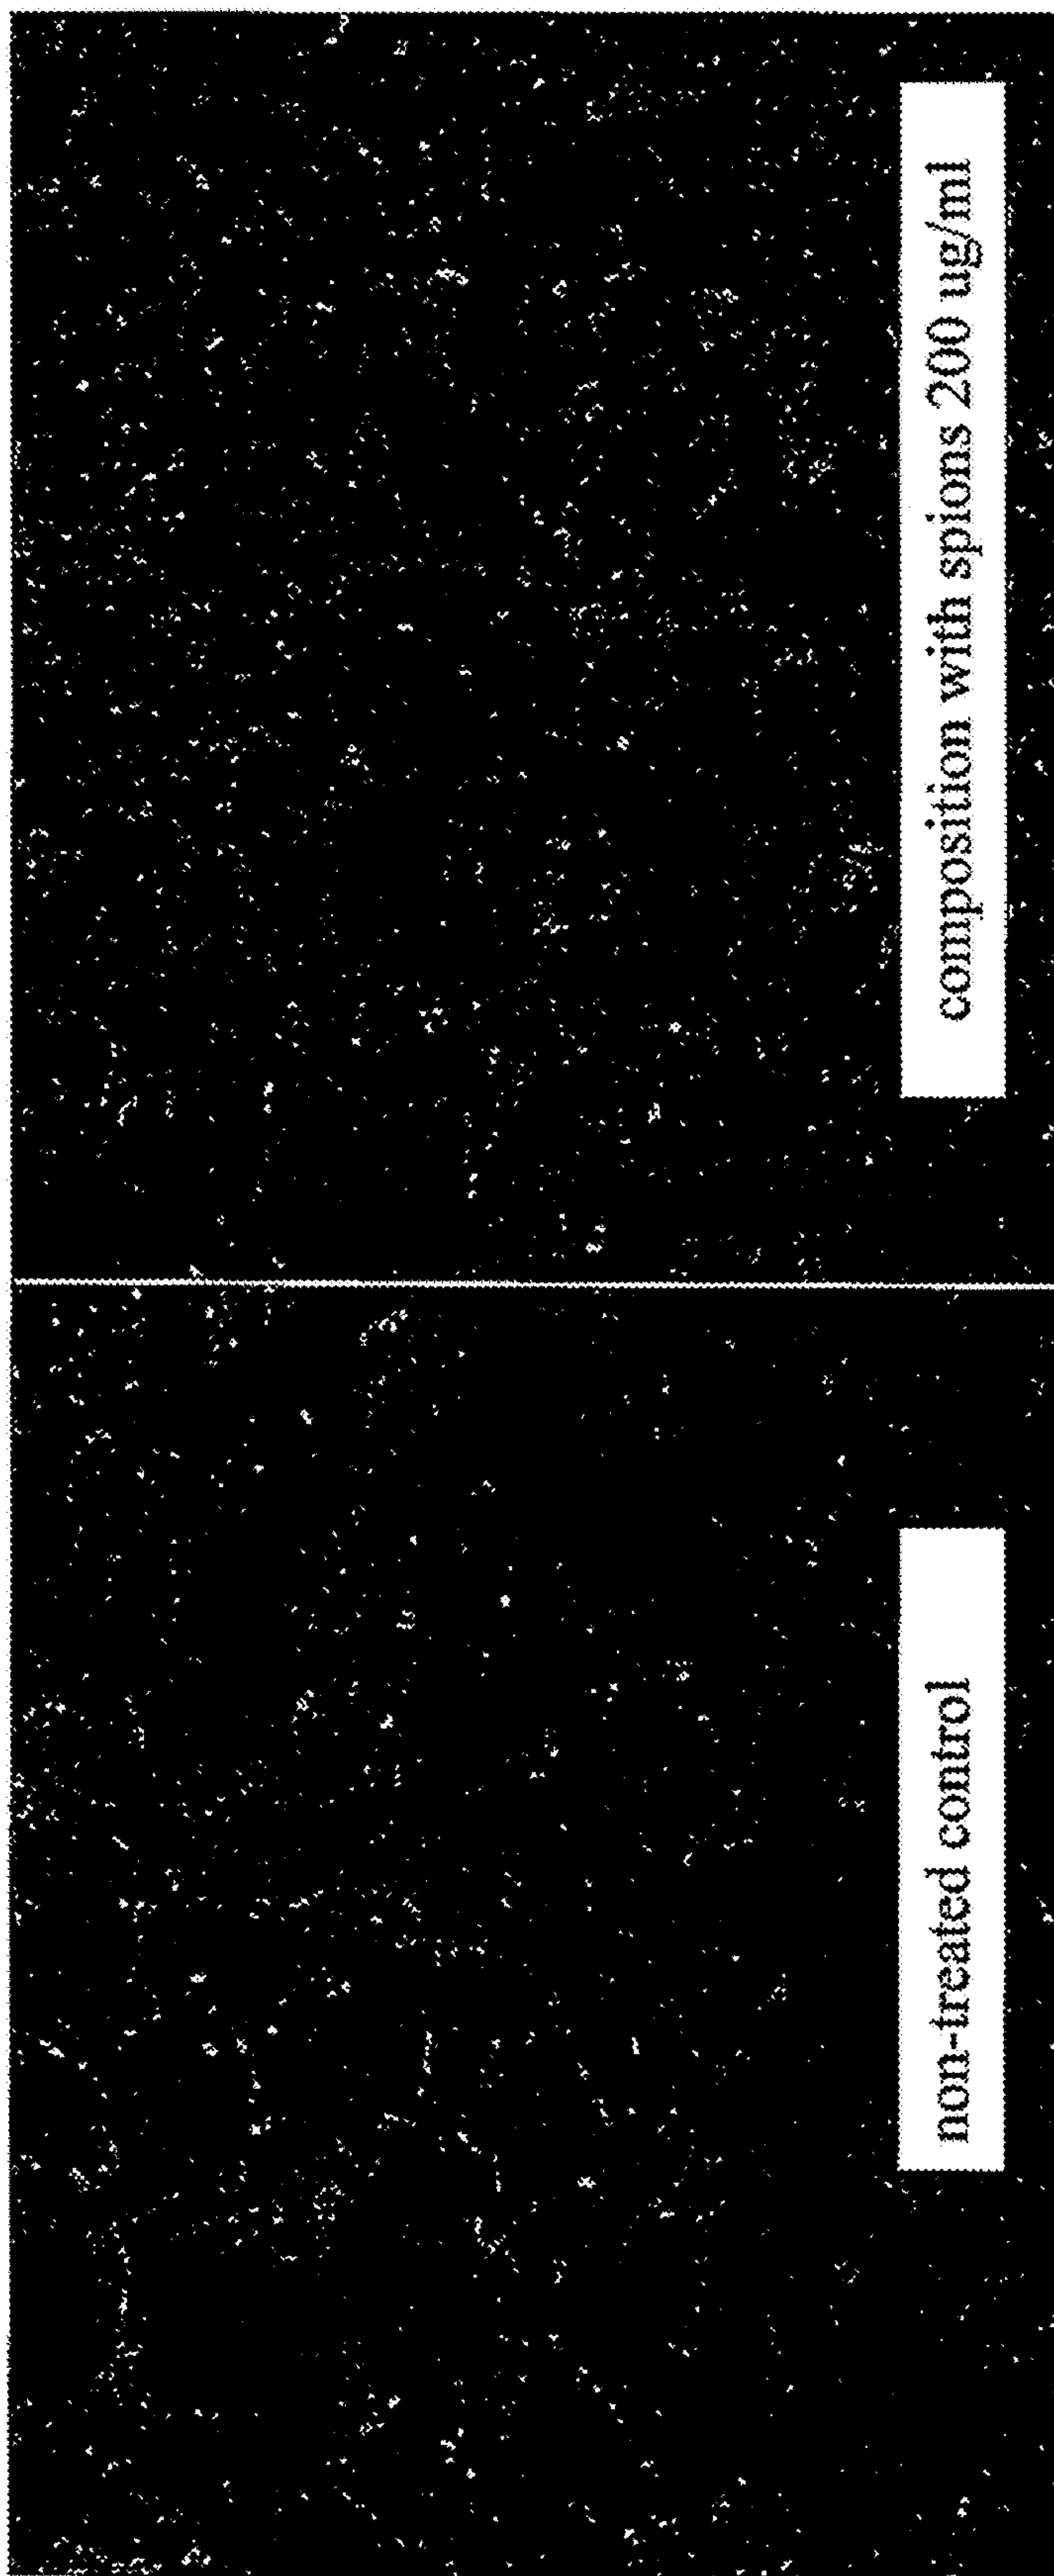 non-treated control
composition with spions 200 ug/ml